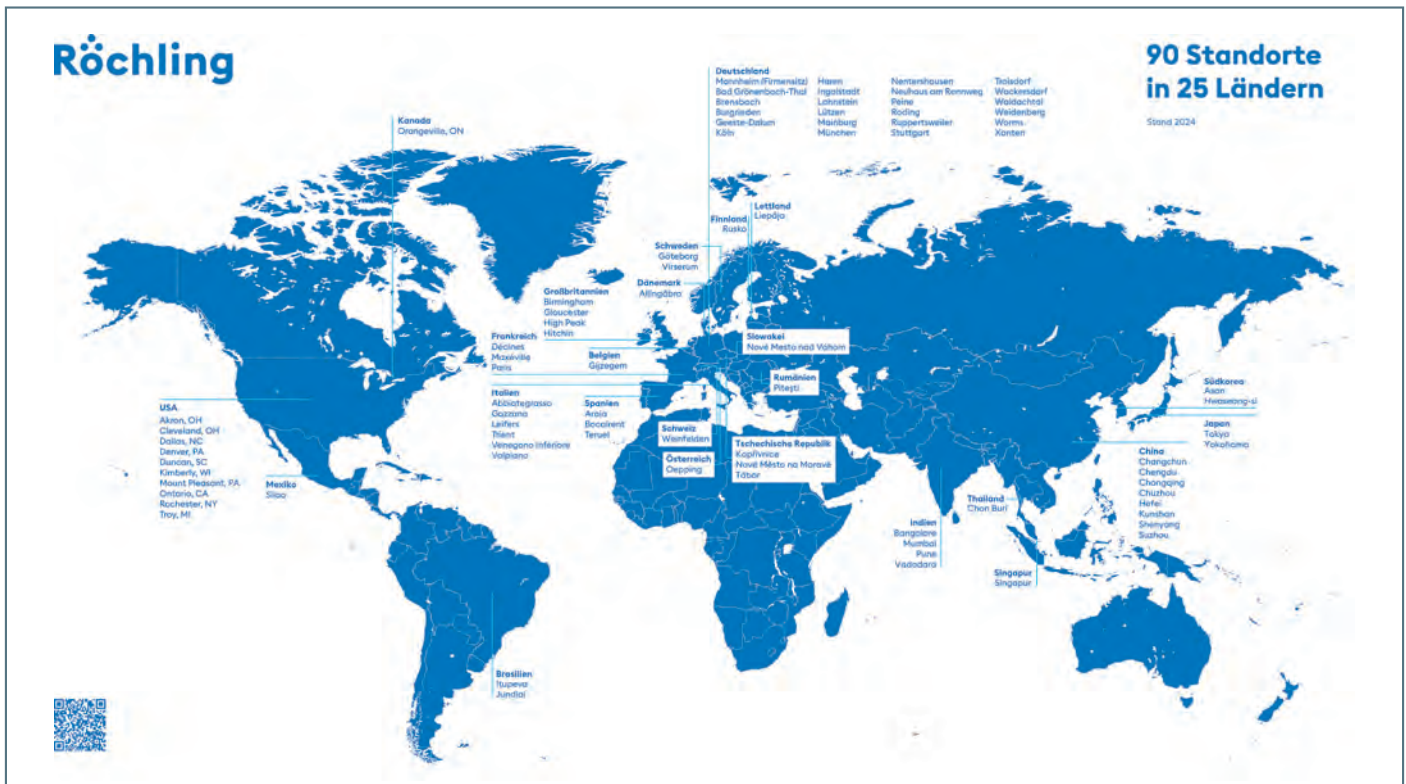 Röchling
90 Standorte
in 25 Ländern
Stand 2024
Deutschland
Mannheim (Firmensitz)
Bad Grönenbach-Thal
Brensbach
Burgrieden
Geeste-Dalum
Köln
Haren
Ingolstadt
Lahnstein
Lützen
Mainburg
München
Nentershausen
Neuhaus am Rennweg
Peine
Roding
Ruppertsweiler
Stuttgart
Troisdorf
Wackersdorf
Waldachtal
Weidenberg
Worms
Xanten
Kanada
Orangeville, ON
Lettland
Liepāja
Finnland
Rusko
Schweden
Göteborg
Virserum
Dänemark
Allingåbro
Großbritannien
Birmingham
Gloucester
High Peak
Hitchin
Frankreich
Décines
Maxéville
Paris
Belgien
Gijzegem
Slowakei
Nové Mesto nad Váhom
Rumänien
Pitești
Italien
Abbiategrasso
Gozzano
Leifers
Trient
Venegono Inferiore
Volpiano
Spanien
Araia
Bocairent
Teruel
Schweiz
Weinfelden
Österreich
Oepping
Tschechische Republik
Kopřivnice
Nové Město na Moravě
Tábor
USA
Akron, OH
Cleveland, OH
Dallas, NC
Denver, PA
Duncan, SC
Kimberly, WI
Mount Pleasant, PA
Ontario, CA
Rochester, NY
Troy, MI
Mexiko
Silao
Brasilien
Itupeva
Jundiaí
Südkorea
Asan
Hwaseong-si
Japan
Tokyo
Yokohama
China
Changchun
Chengdu
Chongqing
Chuzhou
Hefei
Kunshan
Shenyang
Suzhou
Thailand
Chon Buri
Indien
Bangalore
Mumbai
Pune
Vadodara
Singapur
Singapur